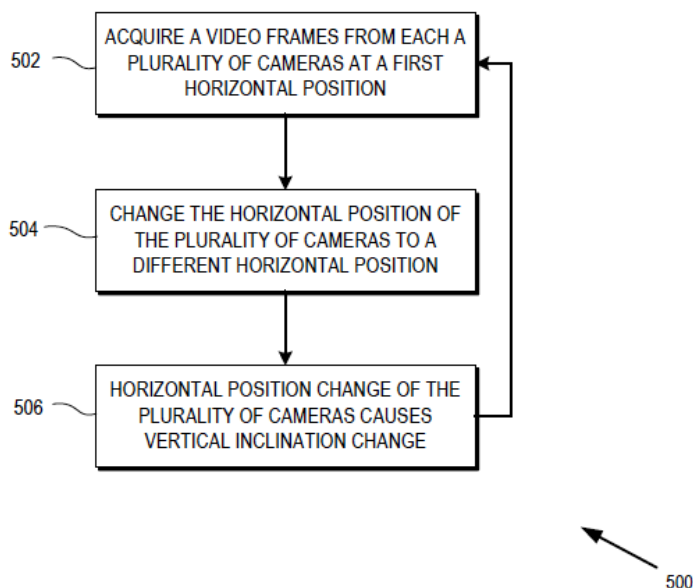 502
ACQUIRE A VIDEO FRAMES FROM EACH A
PLURALITY OF CAMERAS AT A FIRST
HORIZONTAL POSITION
504
CHANGE THE HORIZONTAL POSITION OF
THE PLURALITY OF CAMERAS TO A
DIFFERENT HORIZONTAL POSITION
506
HORIZONTAL POSITION CHANGE OF THE
PLURALITY OF CAMERAS CAUSES
VERTICAL INCLINATION CHANGE
500